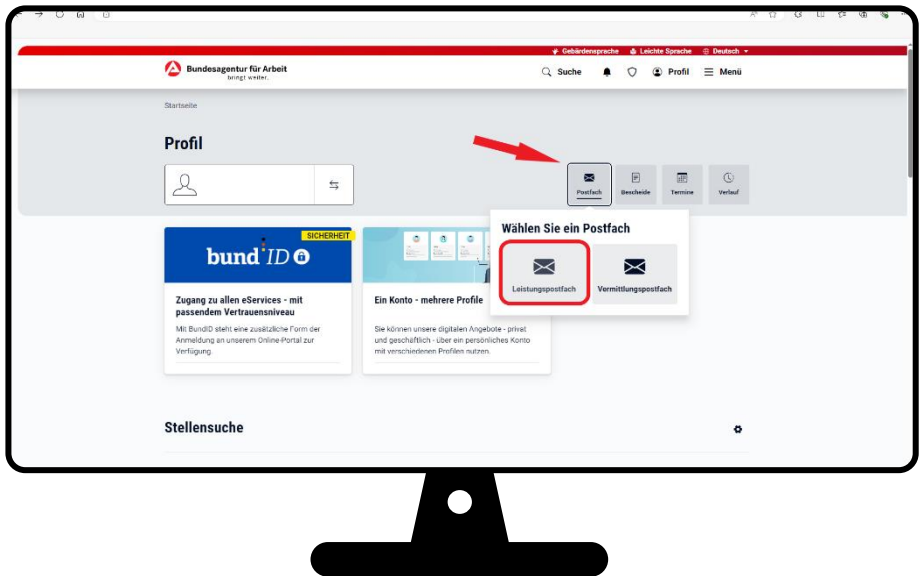 Gebärdensprache Leichte Sprache Deutsch
Bundesagentur für Arbeit
bringt weiter.
Suche Profil Menü
Startseite
Profil
Postfach Bescheide Termine Verlauf
Wählen Sie ein Postfach
Leistungspostfach Vermittlungspostfach
SICHERHEIT
bund ID
Zugang zu allen eServices - mit
passendem Vertrauensniveau
Mit BundID steht eine zusätzliche Form der
Anmeldung an unserem Online-Portal zur
Verfügung.
Ein Konto - mehrere Profile
Sie können unsere digitalen Angebote - privat
und geschäftlich - über ein persönliches Konto
mit verschiedenen Profilen nutzen.
Stellensuche